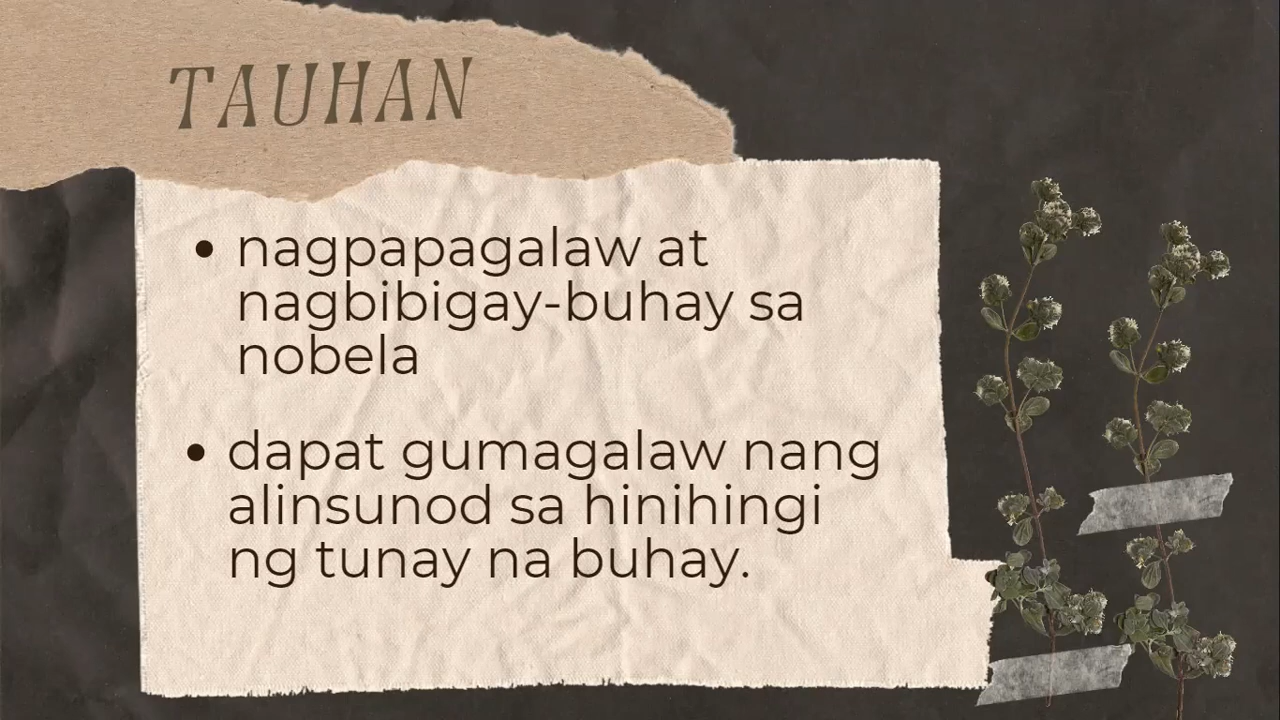 TAUHAN
• nagpapagalaw at
nagbibigay-buhay sa
nobela
• dapat gumagalaw nang
alinsunod sa hinihingi
ng tunay na buhay.